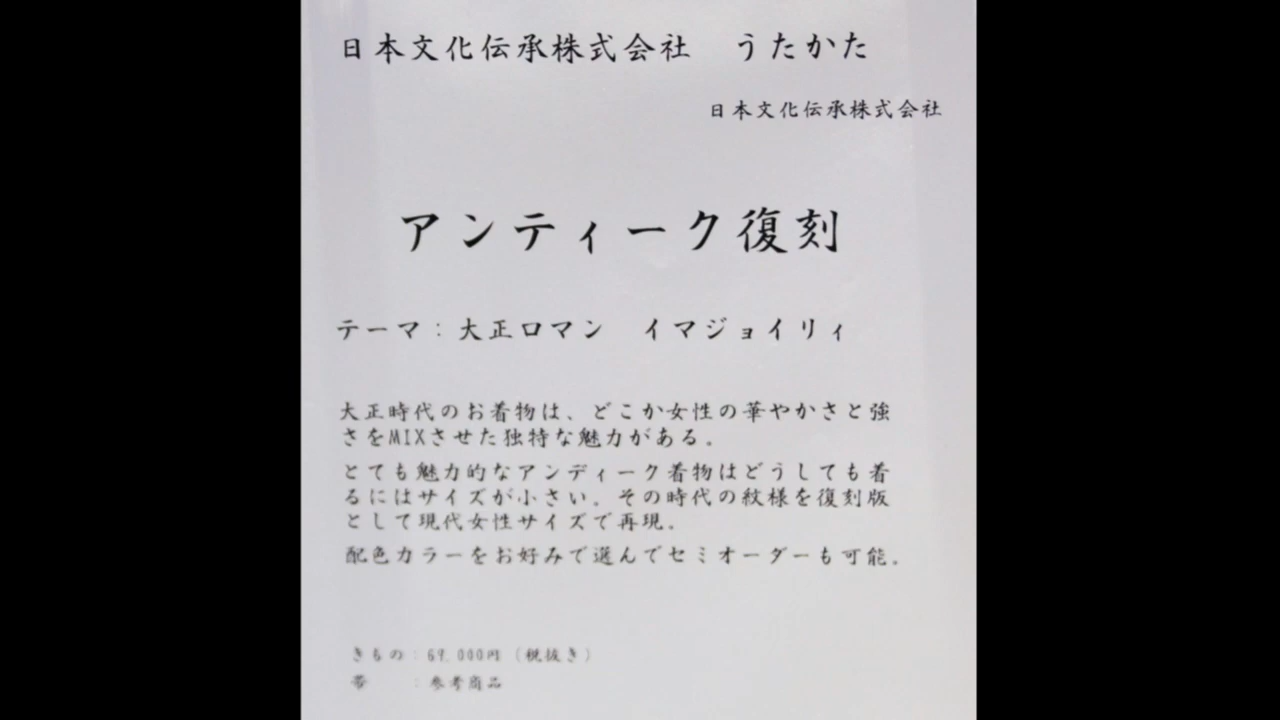 日本文化伝承株式会社　うたかた
日本文化伝承株式会社
アンティーク復刻
テーマ：大正ロマン　イマジョイリィ
大正時代のお着物は、どこか女性の華やかさと強
さをMIXさせた独特な魅力がある。
とても魅力的なアンディーク着物はどうしても着
るにはサイズが小さい。その時代の紋様を復刻版
として現代女性サイズで再現。
配色カラーをお好みで選んでセミオーダーも可能。
きもの：69,000円（税抜き）
帯　　：参考商品